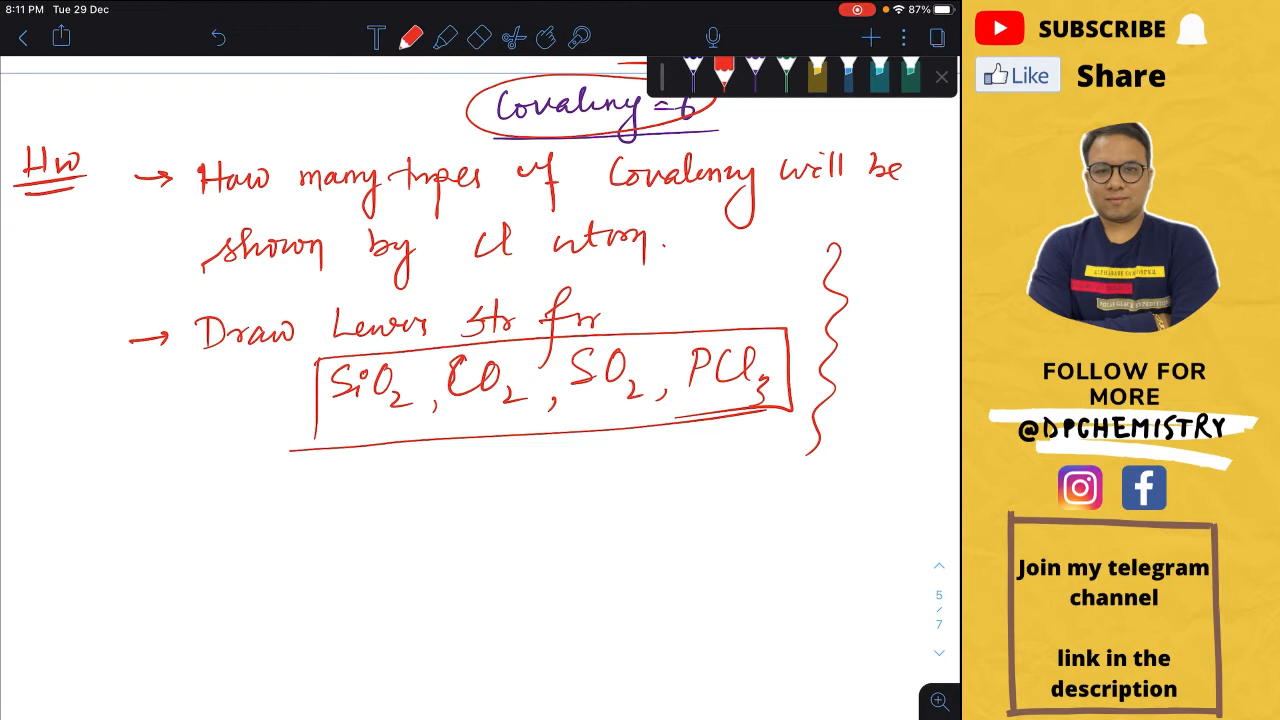 8:11 PM Tue 29 Dec
87%
Covalency = 6
HW
→ How many types of Covalency will be
shown by Cl atom.
→ Draw Lewis Str for
SiO₂, CO₂, SO₂, PCl₃
5
/
7
SUBSCRIBE
Like
Share
FOLLOW FOR
MORE
@DPCHEMISTRY
Join my telegram
channel
link in the
description